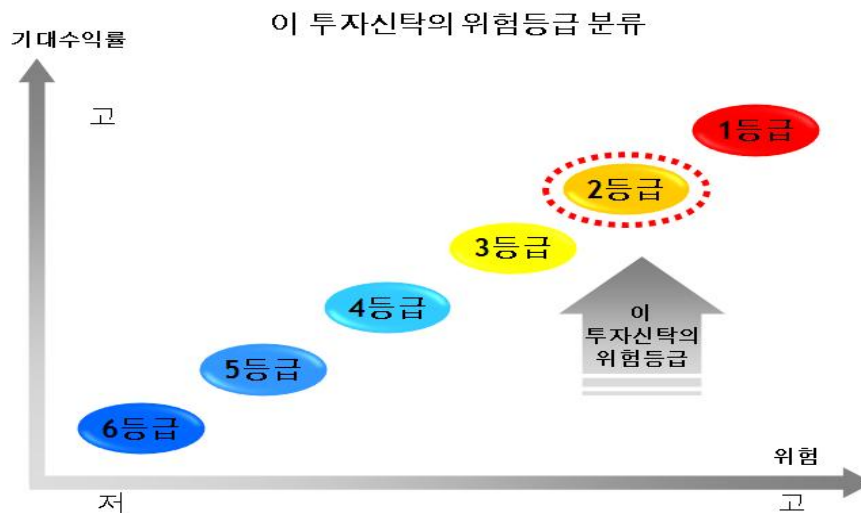 이 투자신탁의 위험등급 분류
기대수익률
고
1등급
2등급
3등급
4등급
이
투자신탁의
위험등급
5등급
6등급
위험
저
고